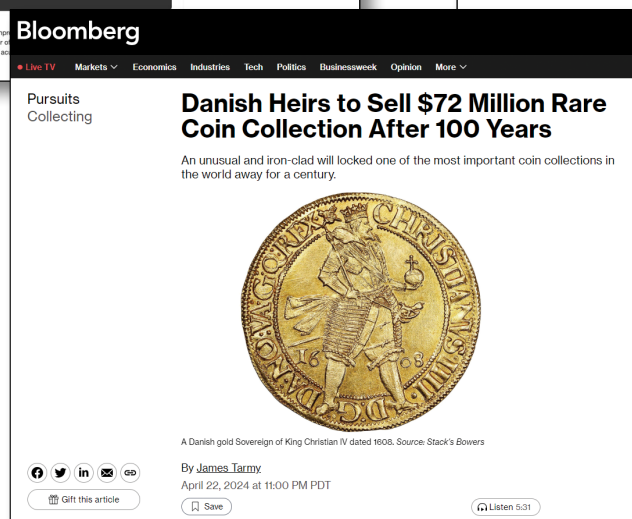 Bloomberg
Live TV Markets Economics Industries Tech Politics Businessweek Opinion More
Pursuits
Collecting
Danish Heirs to Sell $72 Million Rare
Coin Collection After 100 Years
An unusual and iron-clad will locked one of the most important coin collections in
the world away for a century.
CHRISTIANVS IIII
D:G:
DA
REX
16 08
A Danish gold Sovereign of King Christian IV dated 1608. Source: Stack's Bowers
By James Tarmy
April 22, 2024 at 11:00 PM PDT
Gift this article
Save
Listen 5:31